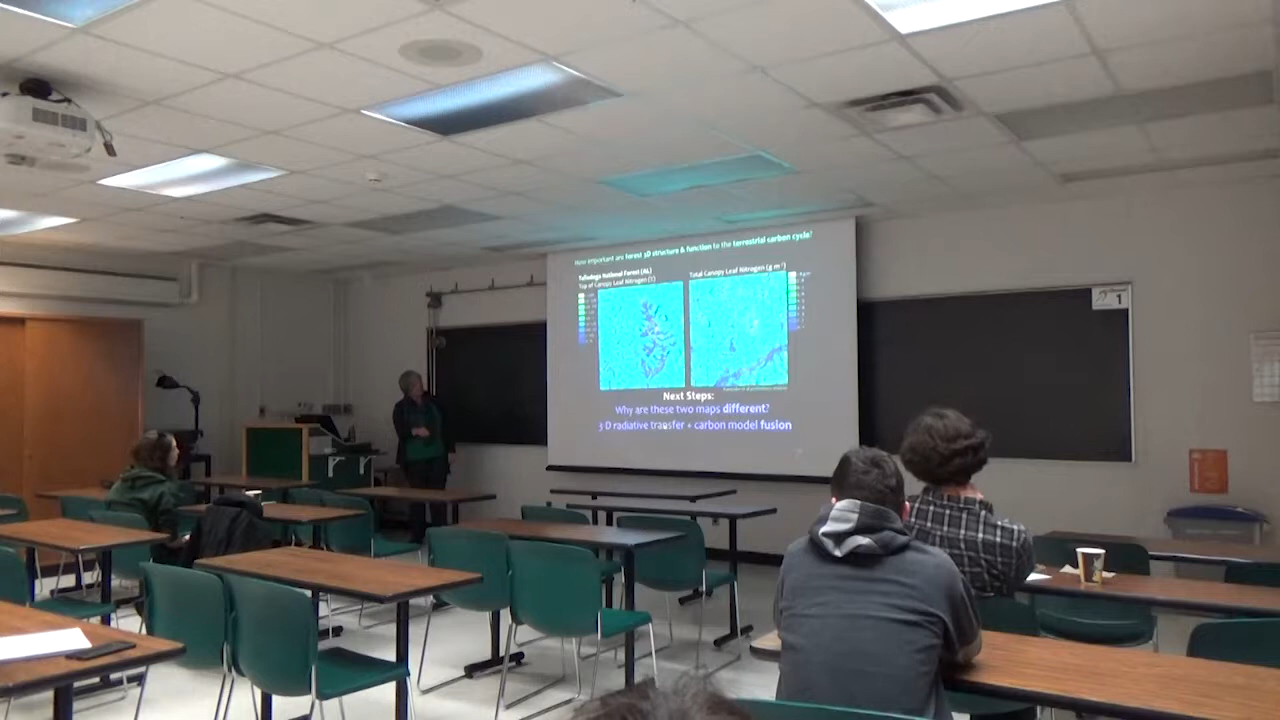 How important are forest 3D structure & function to the terrestrial carbon cycle?
Talladega National Forest (AL)
Top of Canopy Leaf Nitrogen (%)
Total Canopy Leaf Nitrogen (g m⁻²)
Next Steps:
Why are these two maps different?
3 D radiative transfer + carbon model fusion
1